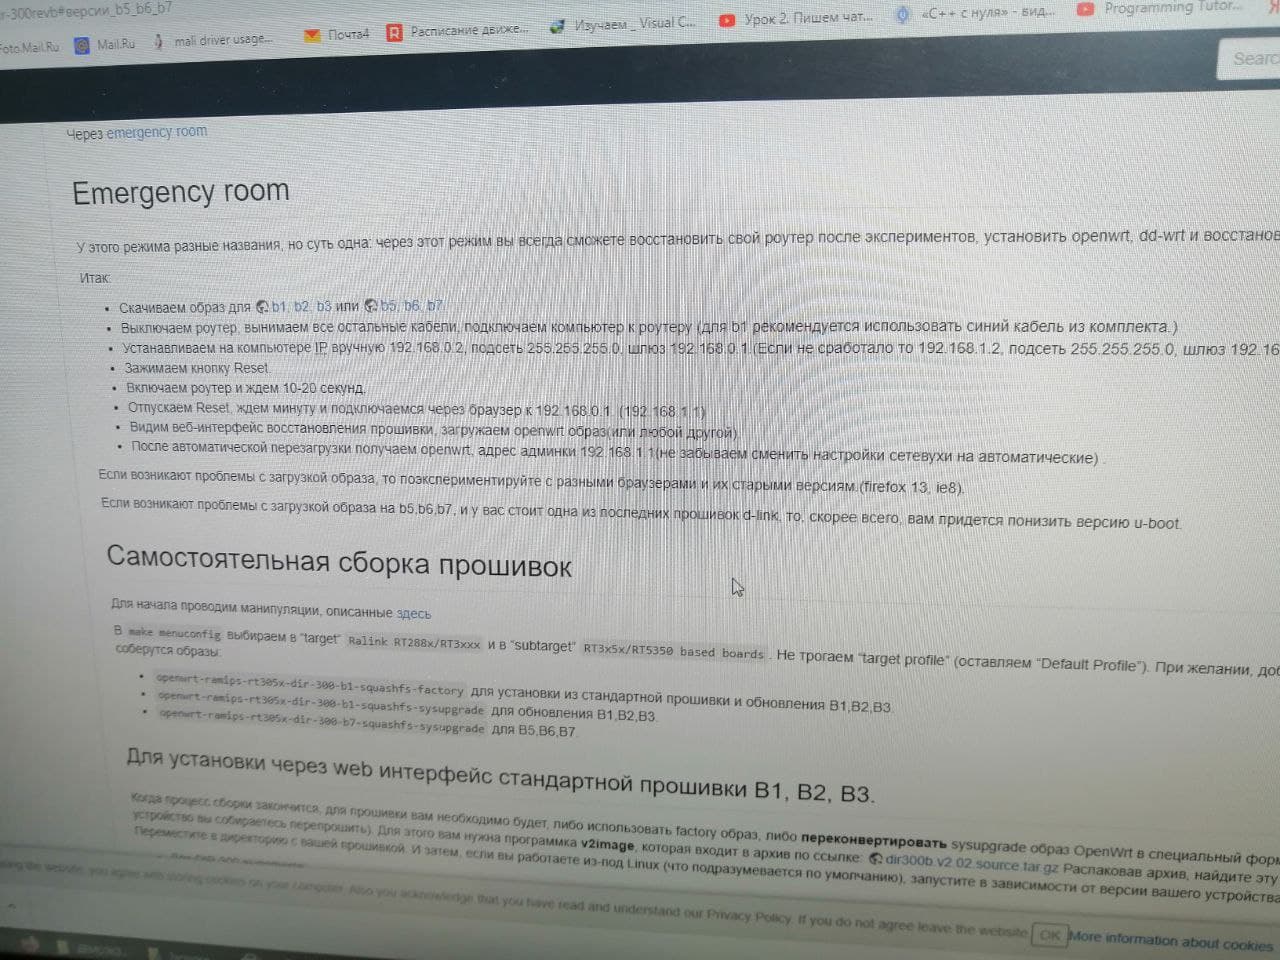 ir-300revb#версии_b5_b6_b7
Foto.Mail.Ru Mail.Ru mali driver usage... Почта4 Расписание движе... Изучаем _ Visual C... Урок 2. Пишем чат... «C++ с нуля» - вид... Programming Tutor...
Searc
Через emergency room
Emergency room
У этого режима разные названия, но суть одна: через этот режим вы всегда сможете восстановить свой роутер после экспериментов, установить openwrt, dd-wrt и восстанов
Итак:
• Скачиваем образ для b1, b2, b3 или b5, b6, b7
• Выключаем роутер, вынимаем все остальные кабели, подключаем компьютер к роутеру (для b1 рекомендуется использовать синий кабель из комплекта.)
• Устанавливаем на компьютере IP вручную 192.168.0.2, подсеть 255.255.255.0, шлюз 192.168.0.1.(Если не сработало то 192.168.1.2, подсеть 255.255.255.0, шлюз 192.16
• Зажимаем кнопку Reset.
• Включаем роутер и ждем 10-20 секунд.
• Отпускаем Reset, ждем минуту и подключаемся через браузер к 192.168.0.1. (192.168.1.1)
• Видим веб-интерфейс восстановления прошивки, загружаем openwrt образ(или любой другой)
• После автоматической перезагрузки получаем openwrt, адрес админки 192.168.1.1(не забываем сменить настройки сетевухи на автоматические) .
Если возникают проблемы с загрузкой образа, то поэкспериментируйте с разными браузерами и их старыми версиям.(firefox 13, ie8).
Если возникают проблемы с загрузкой образа на b5,b6,b7, и у вас стоит одна из последних прошивок d-link, то, скорее всего, вам придется понизить версию u-boot.
Самостоятельная сборка прошивок
Для начала проводим манипуляции, описанные здесь
В make menuconfig выбираем в “target” Ralink RT288x/RT3xxx и в “subtarget” RT3x5x/RT5350 based boards . Не трогаем “target profile” (оставляем “Default Profile”). При желании, доб
соберутся образы:
• openwrt-ramips-rt305x-dir-300-b1-squashfs-factory для установки из стандартной прошивки и обновления B1,B2,B3.
• openwrt-ramips-rt305x-dir-300-b1-squashfs-sysupgrade для обновления B1,B2,B3.
• openwrt-ramips-rt305x-dir-300-b7-squashfs-sysupgrade для B5,B6,B7.
Для установки через web интерфейс стандартной прошивки B1, B2, B3.
Когда процесс сборки закончится, для прошивки вам необходимо будет, либо использовать factory образ, либо переконвертировать sysupgrade образ OpenWrt в специальный форм
устройство вы собираетесь перепрошить). Для этого вам нужна программка v2image, которая входит в архив по ссылке: dir300b.v2.02.source.tar.gz Распаковав архив, найдите эту
Переместите в директорию с вашей прошивкой. И затем, если вы работаете из-под Linux (что подразумевается по умолчанию), запустите в зависимости от версии вашего устройства
using the website, you agree with storing cookies on your computer. Also you acknowledge that you have read and understand our Privacy Policy. If you do not agree leave the website. OK More information about cookies